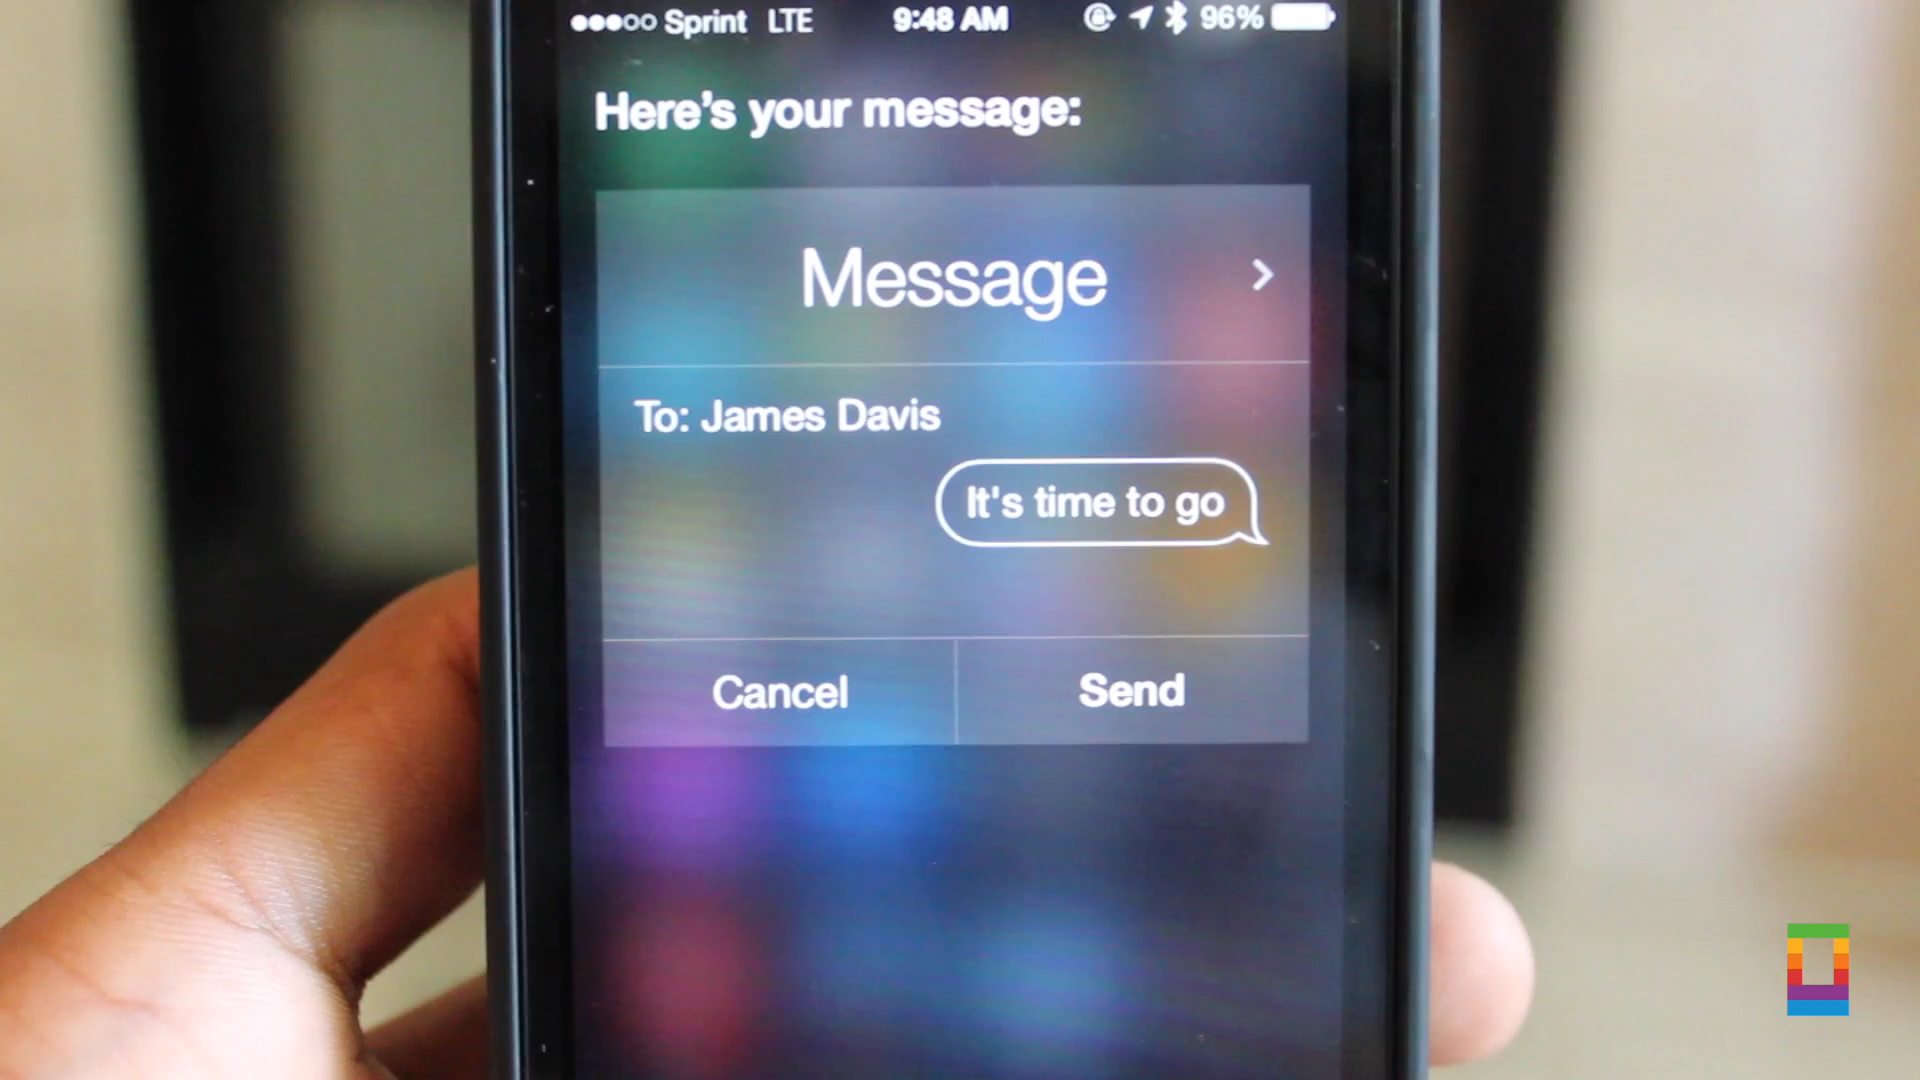 Sprint LTE 9:48 AM 96%
Here's your message:
Message
To: James Davis
It's time to go
Cancel Send